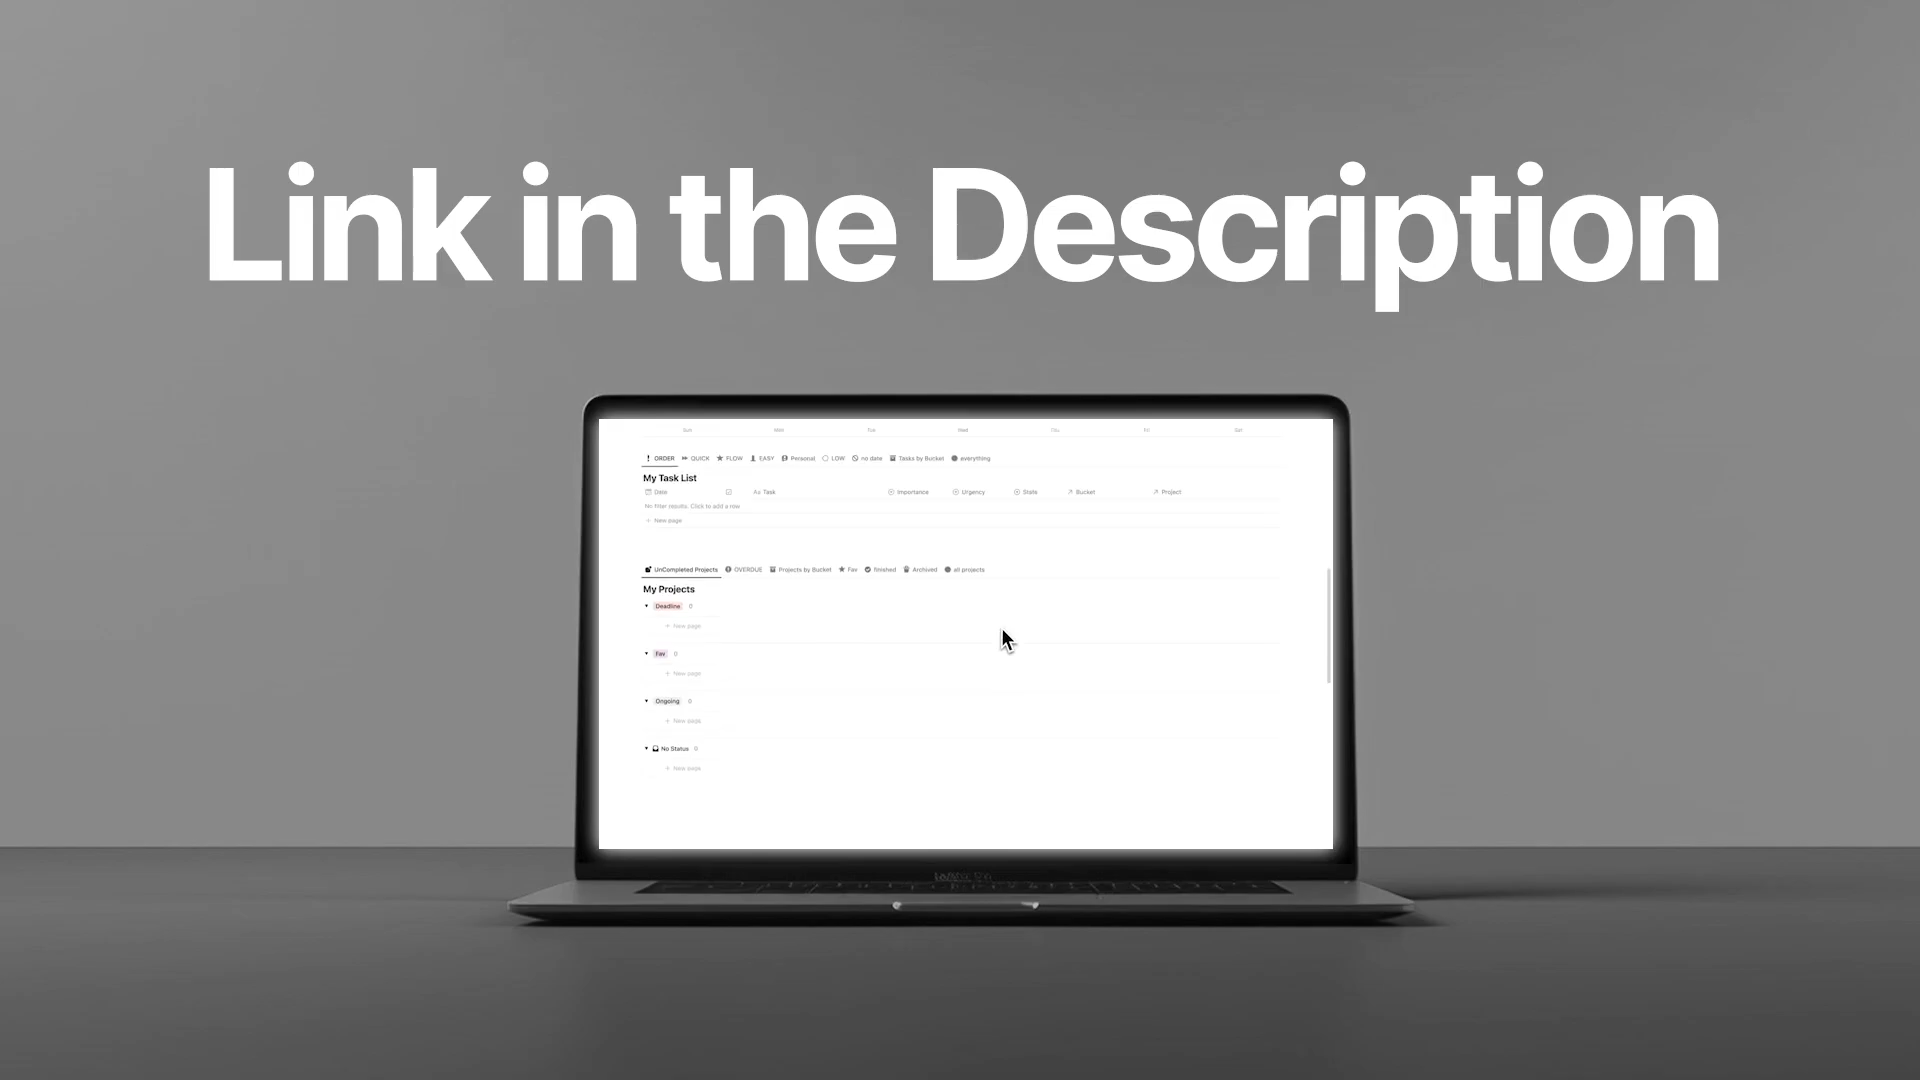 Link in the Description
Sun Mon Tue Wed Thu Fri Sat
ORDER QUICK FLOW EASY Personal LOW no date Tasks by Bucket everything
My Task List
Date Aa Task Importance Urgency State Bucket Project
No filter results. Click to add a row
+ New page
UnCompleted Projects OVERDUE Projects by Bucket Fav finished Archived all projects
My Projects
Deadline 0
+ New page
Fav 0
+ New page
Ongoing 0
+ New page
No Status 0
+ New page